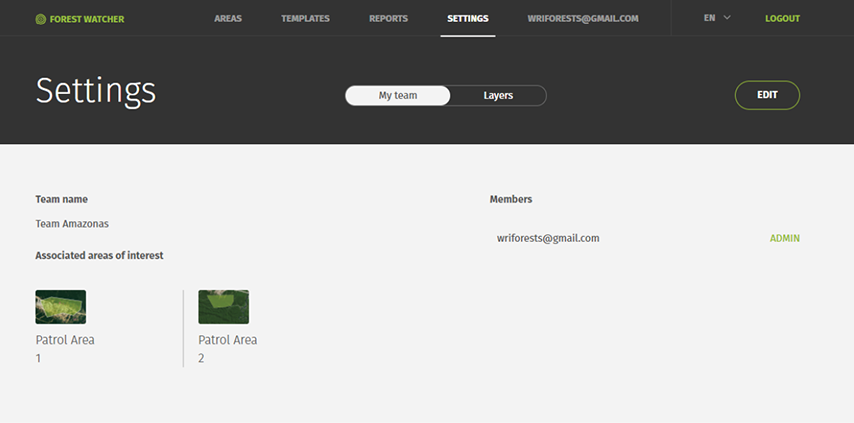 FOREST WATCHER
AREAS
TEMPLATES
REPORTS
SETTINGS
WRIFORESTS@GMAIL.COM
EN
LOGOUT
Settings
My team
Layers
EDIT
Team name
Team Amazonas
Associated areas of interest
Patrol Area
1
Patrol Area
2
Members
wriforests@gmail.com
ADMIN